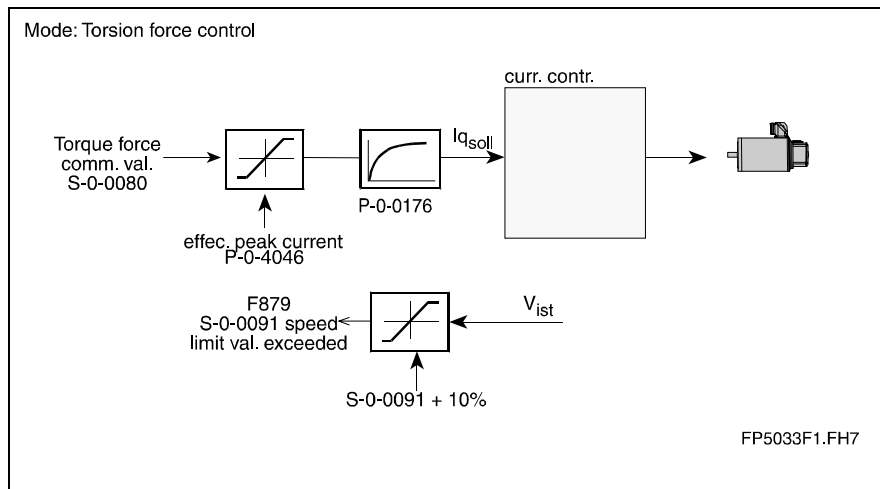 Mode: Torsion force control
curr. contr.
Torque force
comm. val.
S-0-0080
Iqsoll
P-0-0176
effec. peak current
P-0-4046
F879
S-0-0091 speed
limit val. exceeded
Vist
S-0-0091 + 10%
FP5033F1.FH7